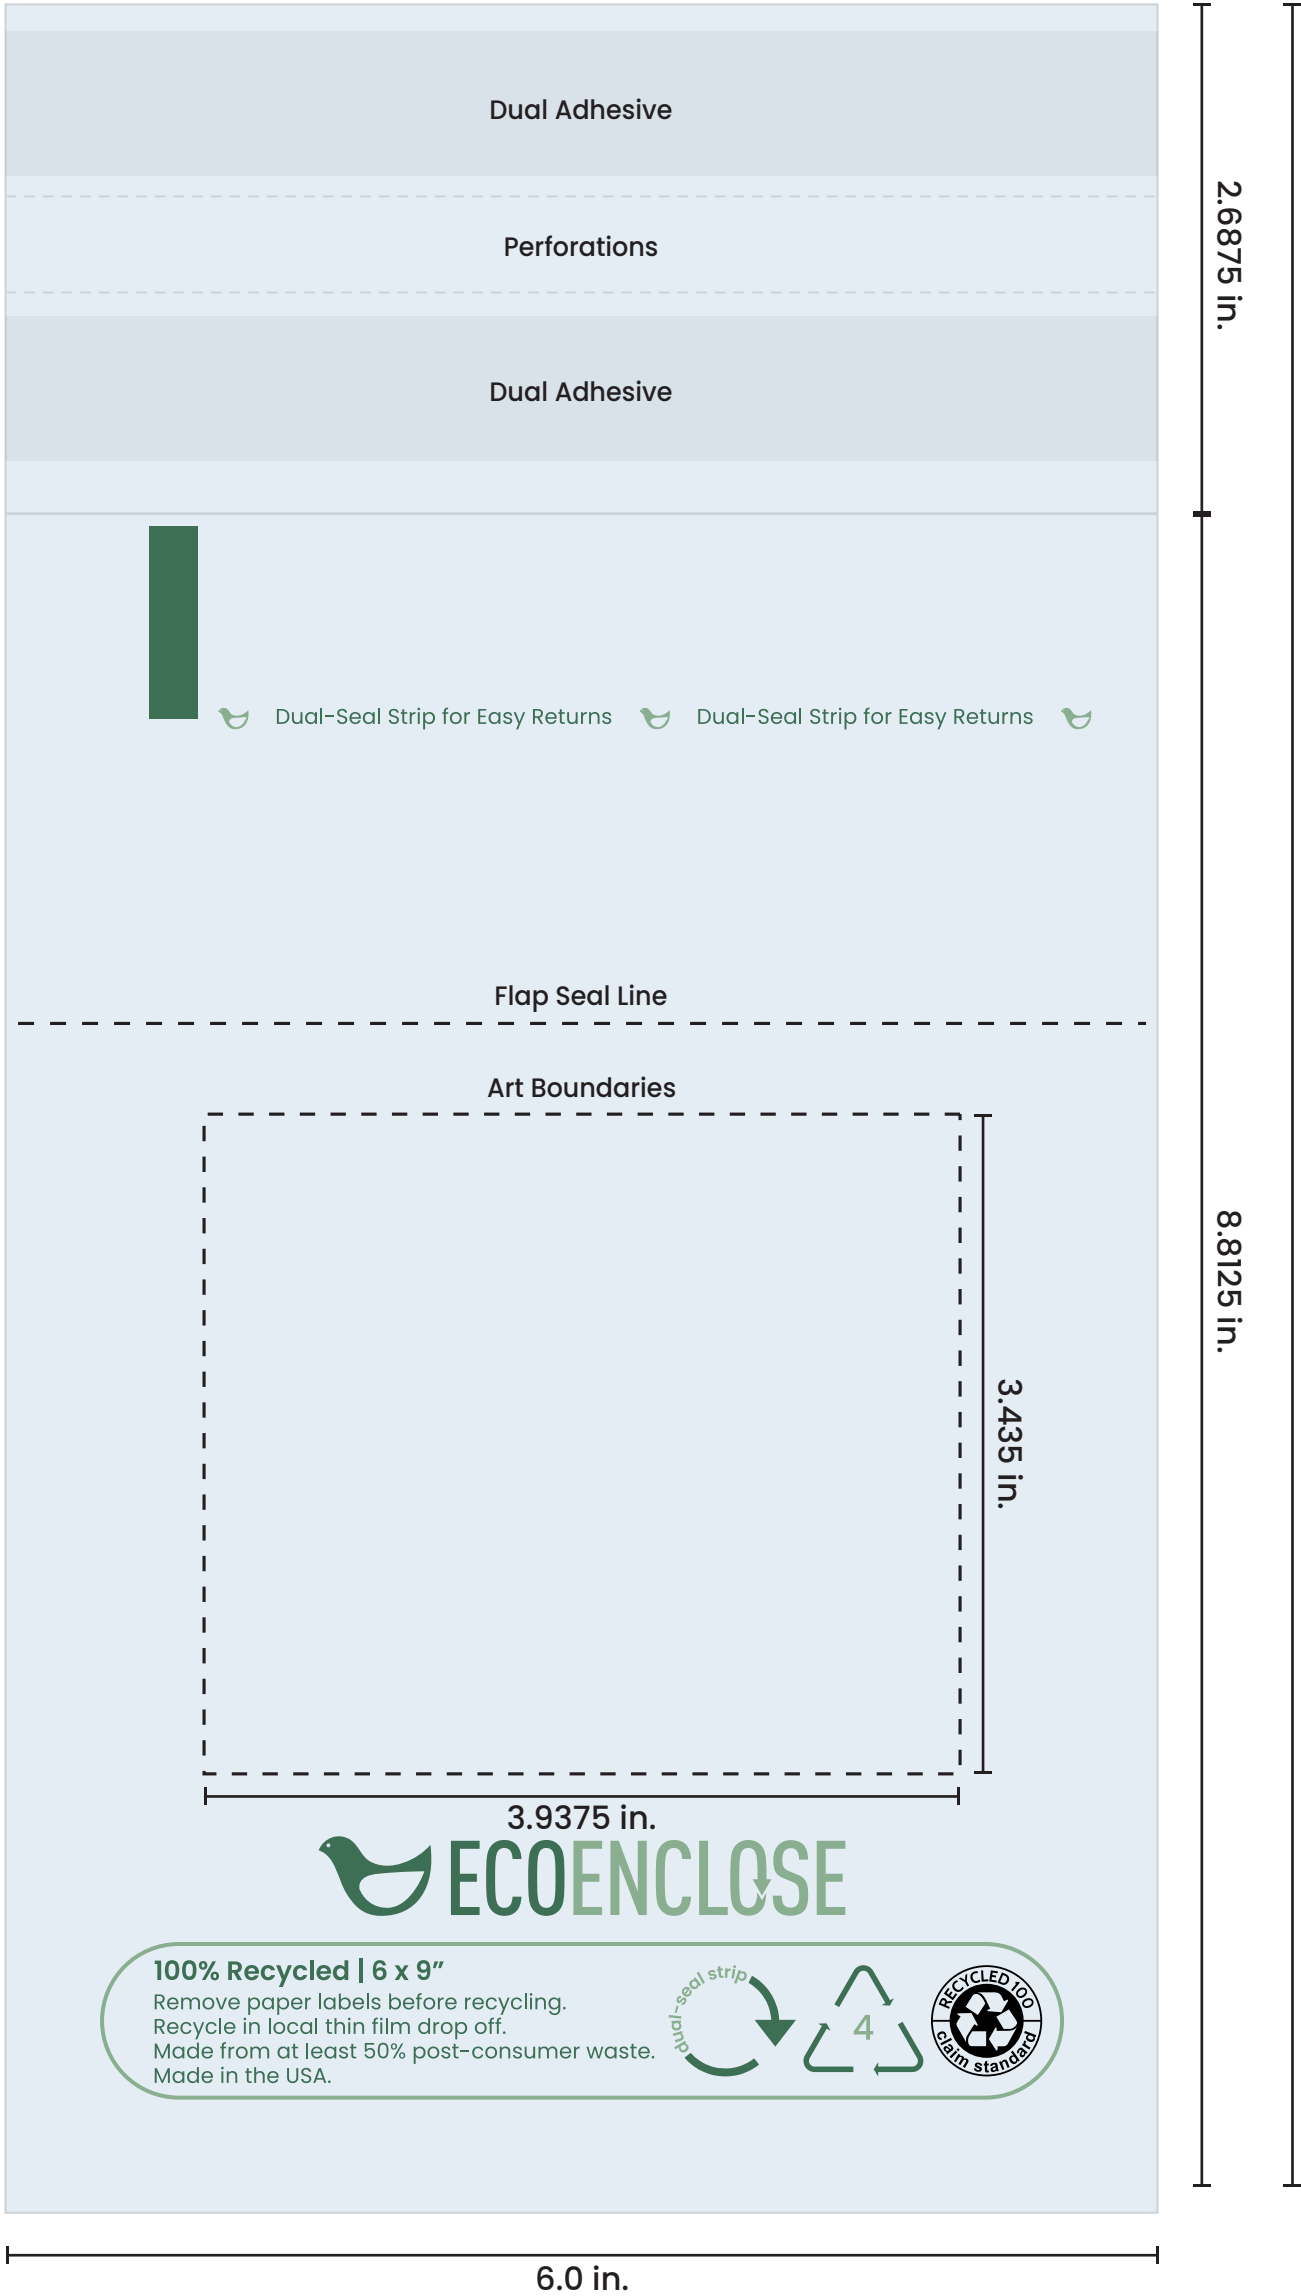 Dual Adhesive
Perforations
Dual Adhesive
2.6875 in.
Dual-Seal Strip for Easy Returns Dual-Seal Strip for Easy Returns
Flap Seal Line
Art Boundaries
8.8125 in.
3.435 in.
3.9375 in.
ECOENCLOSE
100% Recycled | 6 x 9”
Remove paper labels before recycling.
Recycle in local thin film drop off.
Made from at least 50% post-consumer waste.
Made in the USA.
dual-seal strip
4
RECYCLED 100
claim standard
6.0 in.